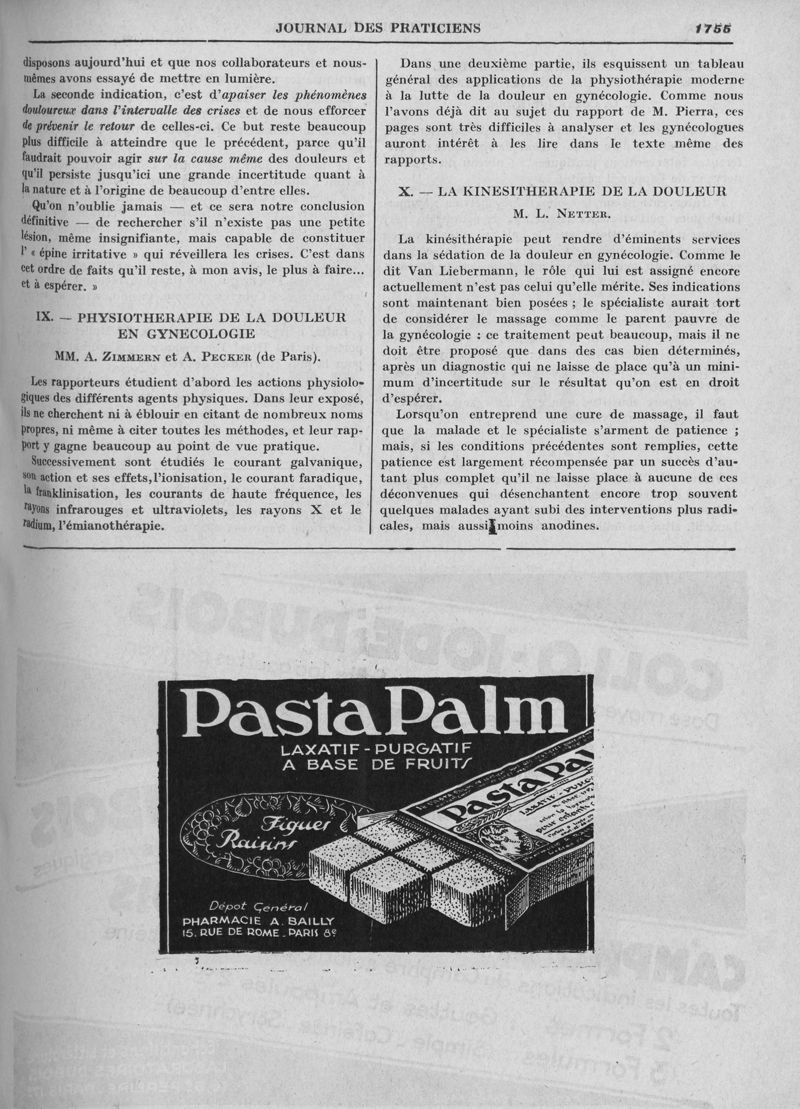 JOURNAL DES PRATICIENS 1755
disposons aujourd'hui et que nos collaborateurs et nous-
mêmes avons essayé de mettre en lumière.
La seconde indication, c'est d'apaiser les phénomènes
douloureux dans l'intervalle des crises et de nous efforcer
de prévenir le retour de celles-ci. Ce but reste beaucoup
plus difficile à atteindre que le précédent, parce qu'il
faudrait pouvoir agir sur la cause même des douleurs et
qu'il persiste jusqu'ici une grande incertitude quant à
la nature et à l'origine de beaucoup d'entre elles.
Qu'on n'oublie jamais — et ce sera notre conclusion
définitive — de rechercher s'il n'existe pas une petite
lésion, même insignifiante, mais capable de constituer
l' « épine irritative » qui réveillera les crises. C'est dans
cet ordre de faits qu'il reste, à mon avis, le plus à faire...
et à espérer. »
IX. — PHYSIOTHERAPIE DE LA DOULEUR
EN GYNECOLOGIE
MM. A. ZIMMERN et A. PECKER (de Paris).
Les rapporteurs étudient d'abord les actions physiolo-
giques des différents agents physiques. Dans leur exposé,
ils ne cherchent ni à éblouir en citant de nombreux noms
propres, ni même à citer toutes les méthodes, et leur rap-
port y gagne beaucoup au point de vue pratique.
Successivement sont étudiés le courant galvanique,
son action et ses effets, l'ionisation, le courant faradique,
la franklinisation, les courants de haute fréquence, les
rayons infrarouges et ultraviolets, les rayons X et le
radium, l'émianothérapie.
Dans une deuxième partie, ils esquissent un tableau
général des applications de la physiothérapie moderne
à la lutte de la douleur en gynécologie. Comme nous
l'avons déjà dit au sujet du rapport de M. Pierra, ces
pages sont très difficiles à analyser et les gynécologues
auront intérêt à les lire dans le texte même des
rapports.
X. — LA KINESITHERAPIE DE LA DOULEUR
M. L. NETTER.
La kinésithérapie peut rendre d'éminents services
dans la sédation de la douleur en gynécologie. Comme le
dit Van Liebermann, le rôle qui lui est assigné encore
actuellement n'est pas celui qu'elle mérite. Ses indications
sont maintenant bien posées ; le spécialiste aurait tort
de considérer le massage comme le parent pauvre de
la gynécologie : ce traitement peut beaucoup, mais il ne
doit être proposé que dans des cas bien déterminés,
après un diagnostic qui ne laisse de place qu'à un mini-
mum d'incertitude sur le résultat qu'on est en droit
d'espérer.
Lorsqu'on entreprend une cure de massage, il faut
que la malade et le spécialiste s'arment de patience ;
mais, si les conditions précédentes sont remplies, cette
patience est largement récompensée par un succès d'au-
tant plus complet qu'il ne laisse place à aucune de ces
déconvenues qui désenchantent encore trop souvent
quelques malades ayant subi des interventions plus radi-
cales, mais aussi moins anodines.
PastaPalm
LAXATIF - PURGATIF
A BASE DE FRUITS
Figues
Raisins
Pasta Pal
LAXATIF - PURG
Dépot Général
PHARMACIE A. BAILLY
15. RUE DE ROME. PARIS 8e